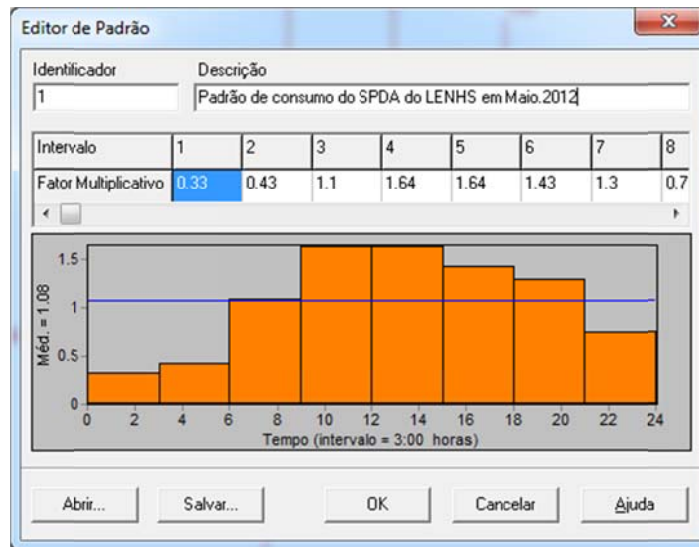 Editor de Padrão
Identificador Descrição
1 Padrão de consumo do SPDA do LENHS em Maio.2012
Intervalo 1 2 3 4 5 6 7 8
Fator Multiplicativo 0.33 0.43 1.1 1.64 1.64 1.43 1.3 0.7
Méd. = 1.08
1.5
1
0.5
0
0 2 4 6 8 10 12 14 16 18 20 22 24
Tempo (intervalo = 3:00 horas)
Abrir... Salvar... OK Cancelar Ajuda